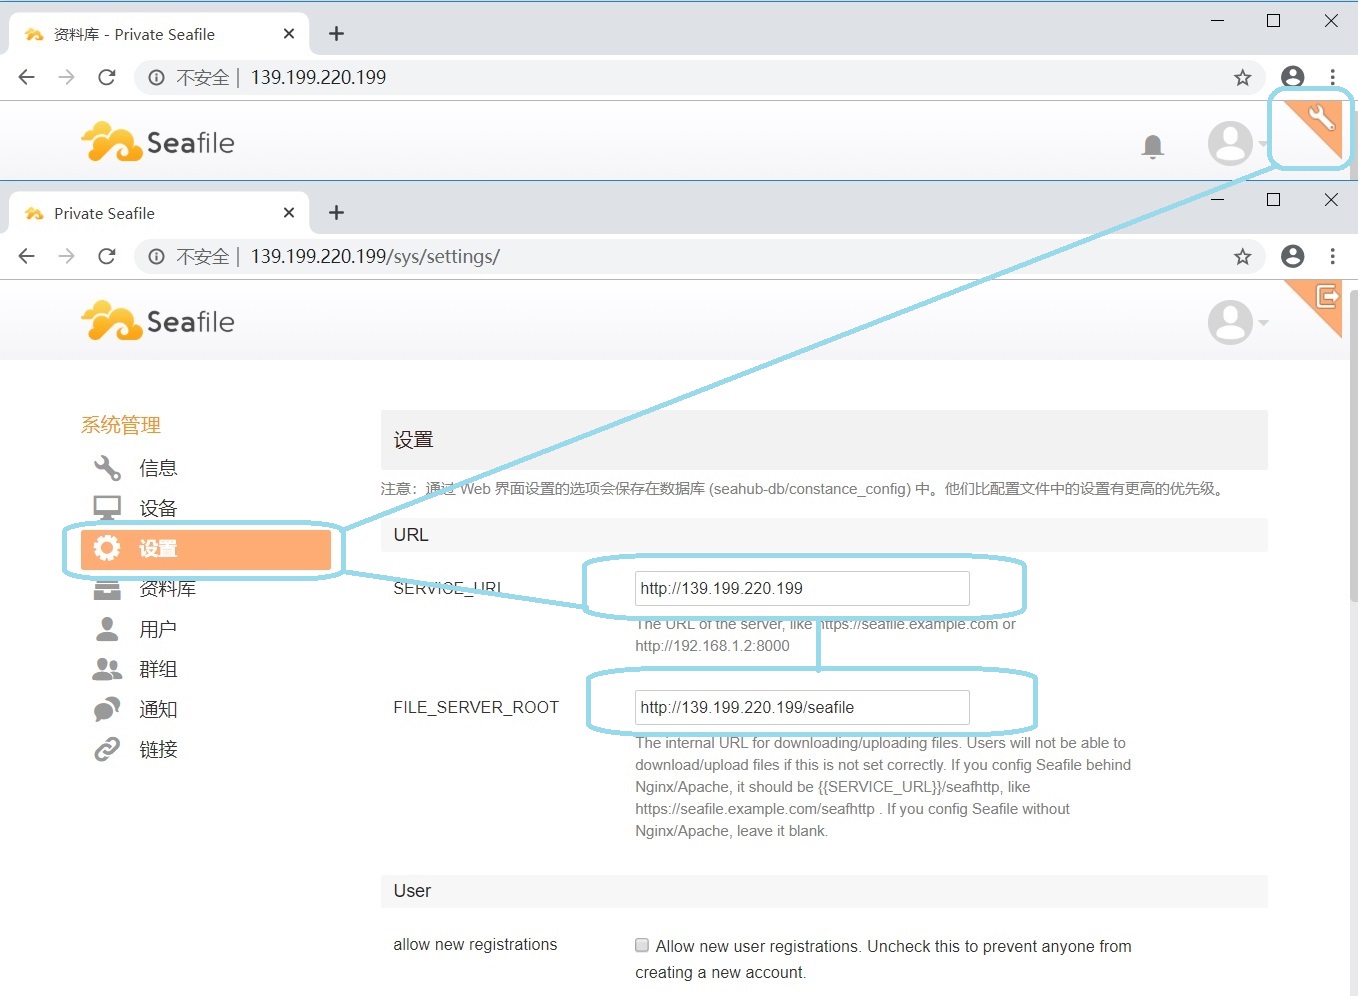 资料库 - Private Seafile
不安全 | 139.199.220.199
Seafile
Private Seafile
不安全 | 139.199.220.199/sys/settings/
Seafile
系统管理
信息
设备
设置
资料库
用户
群组
通知
链接
设置
注意：通过 Web 界面设置的选项会保存在数据库 (seahub-db/constance_config) 中。他们比配置文件中的设置有更高的优先级。
URL
SERVICE_URL
http://139.199.220.199
The URL of the server, like https://seafile.example.com or
http://192.168.1.2:8000
FILE_SERVER_ROOT
http://139.199.220.199/seafile
The internal URL for downloading/uploading files. Users will not be able to
download/upload files if this is not set correctly. If you config Seafile behind
Nginx/Apache, it should be {{SERVICE_URL}}/seafhttp, like
https://seafile.example.com/seafhttp . If you config Seafile without
Nginx/Apache, leave it blank.
User
allow new registrations
Allow new user registrations. Uncheck this to prevent anyone from
creating a new account.